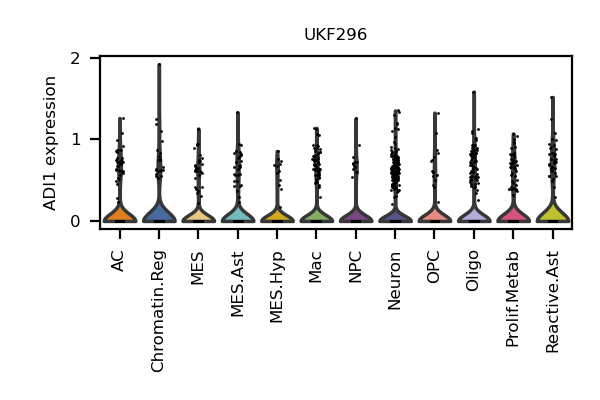 UKF296
ADI1 expression
2
1
0
AC
Chromatin.Reg
MES
MES.Ast
MES.Hyp
Mac
NPC
Neuron
OPC
Oligo
Prolif.Metab
Reactive.Ast